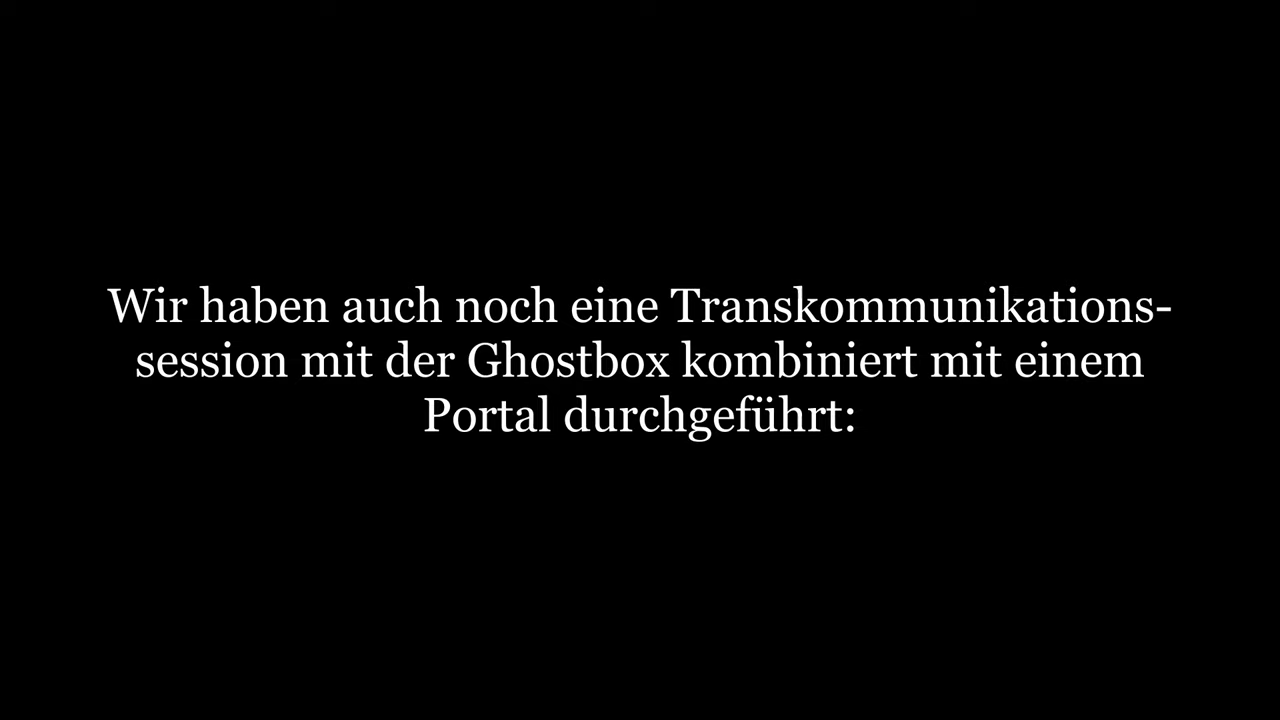 Wir haben auch noch eine Transkommunikations-
session mit der Ghostbox kombiniert mit einem
Portal durchgeführt: